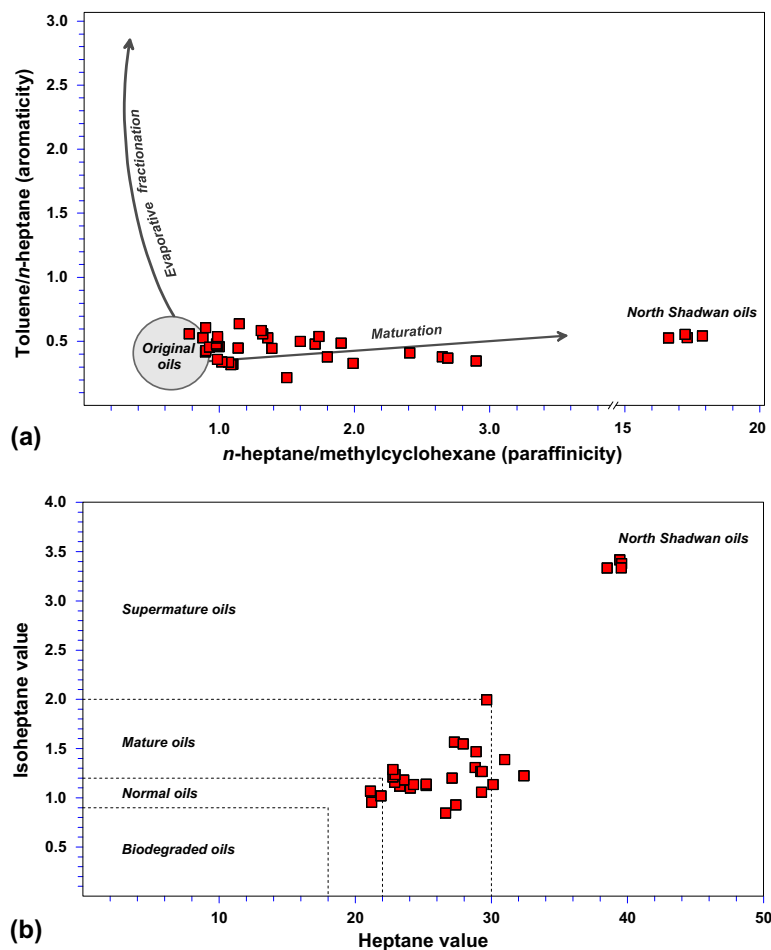 3.0
2.5
2.0
1.5
1.0
0.5
Toluene/n-heptane (aromaticity)
Evaporative fractionation
Original
oils
Maturation
North Shadwan oils
1.0
2.0
3.0
15
20
n-heptane/methylcyclohexane (paraffinicity)
(a)
4.0
3.5
3.0
2.5
2.0
1.5
1.0
0.5
Isoheptane value
North Shadwan oils
Supermature oils
Mature oils
Normal oils
Biodegraded oils
10
20
30
40
50
Heptane value
(b)